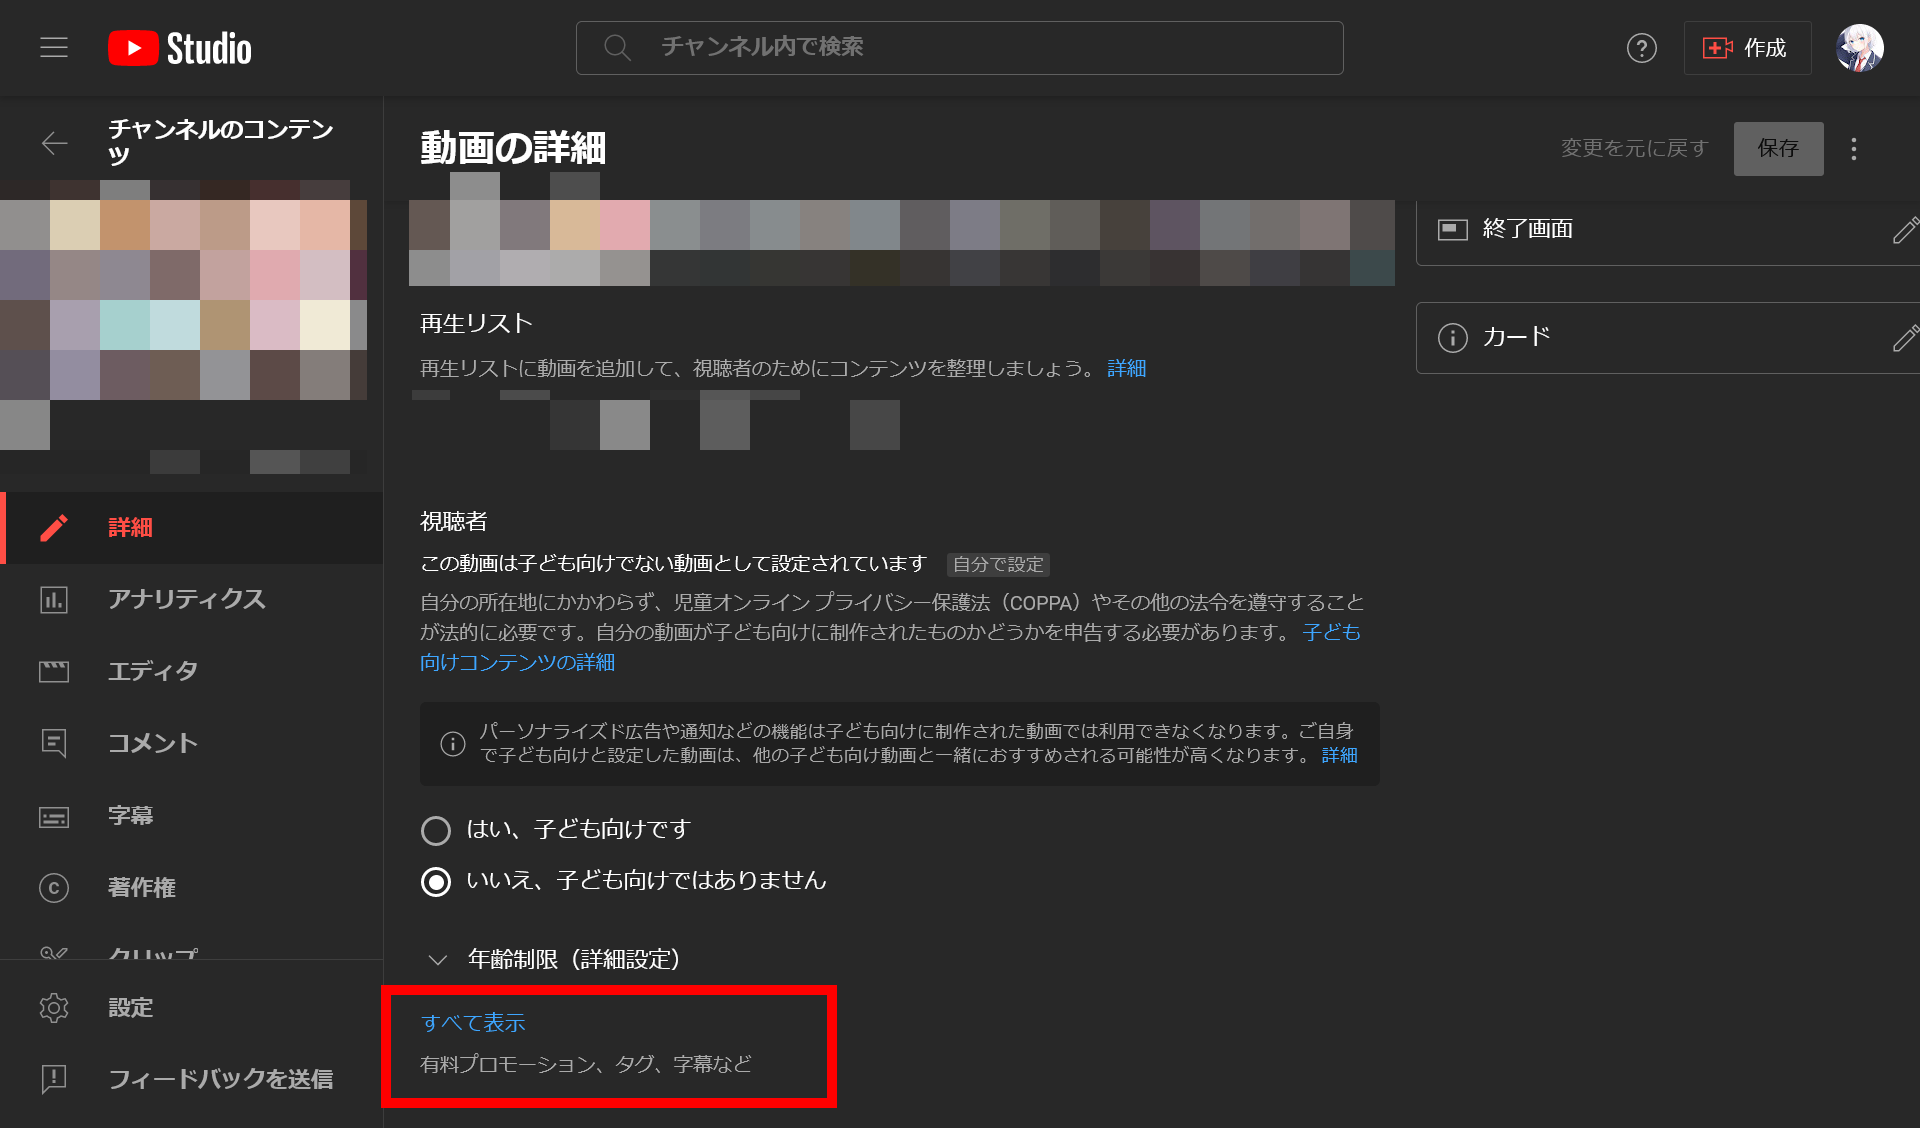 Studio
チャンネル内で検索
作成
チャンネルのコンテン
ツ
動画の詳細
変更を元に戻す
保存
終了画面
カード
再生リスト
再生リストに動画を追加して、視聴者のためにコンテンツを整理しましょう。 詳細
視聴者
この動画は子ども向けでない動画として設定されています 自分で設定
自分の所在地にかかわらず、児童オンライン プライバシー保護法（COPPA）やその他の法令を遵守すること
が法的に必要です。自分の動画が子ども向けに制作されたものかどうかを申告する必要があります。 子ども
向けコンテンツの詳細
パーソナライズド広告や通知などの機能は子ども向けに制作された動画では利用できなくなります。ご自身
で子ども向けと設定した動画は、他の子ども向け動画と一緒におすすめされる可能性が高くなります。 詳細
はい、子ども向けです
いいえ、子ども向けではありません
年齢制限（詳細設定）
すべて表示
有料プロモーション、タグ、字幕など
詳細
アナリティクス
エディタ
コメント
字幕
著作権
クリップ
設定
フィードバックを送信